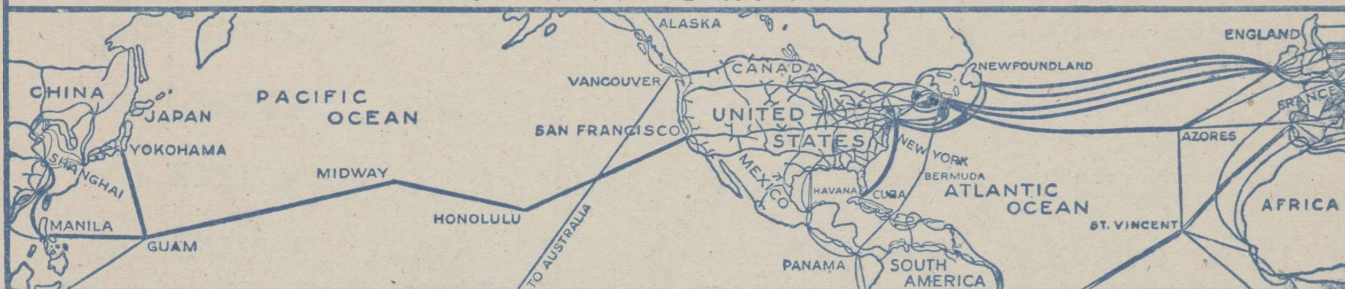 ALASKA
ENGLAND
VANCOUVER
CANADA
NEWFOUNDLAND
CHINA
PACIFIC
OCEAN
JAPAN
FRANCE
UNITED
STATES
SAN FRANCISCO
AZORES
YOKOHAMA
SHANGHAI
NEW YORK
MIDWAY
MEXICO
BERMUDA
HAVANA
CUBA
ATLANTIC
OCEAN
HONOLULU
AFRICA
MANILA
GUAM
TO AUSTRALIA
ST. VINCENT
PANAMA
SOUTH
AMERICA